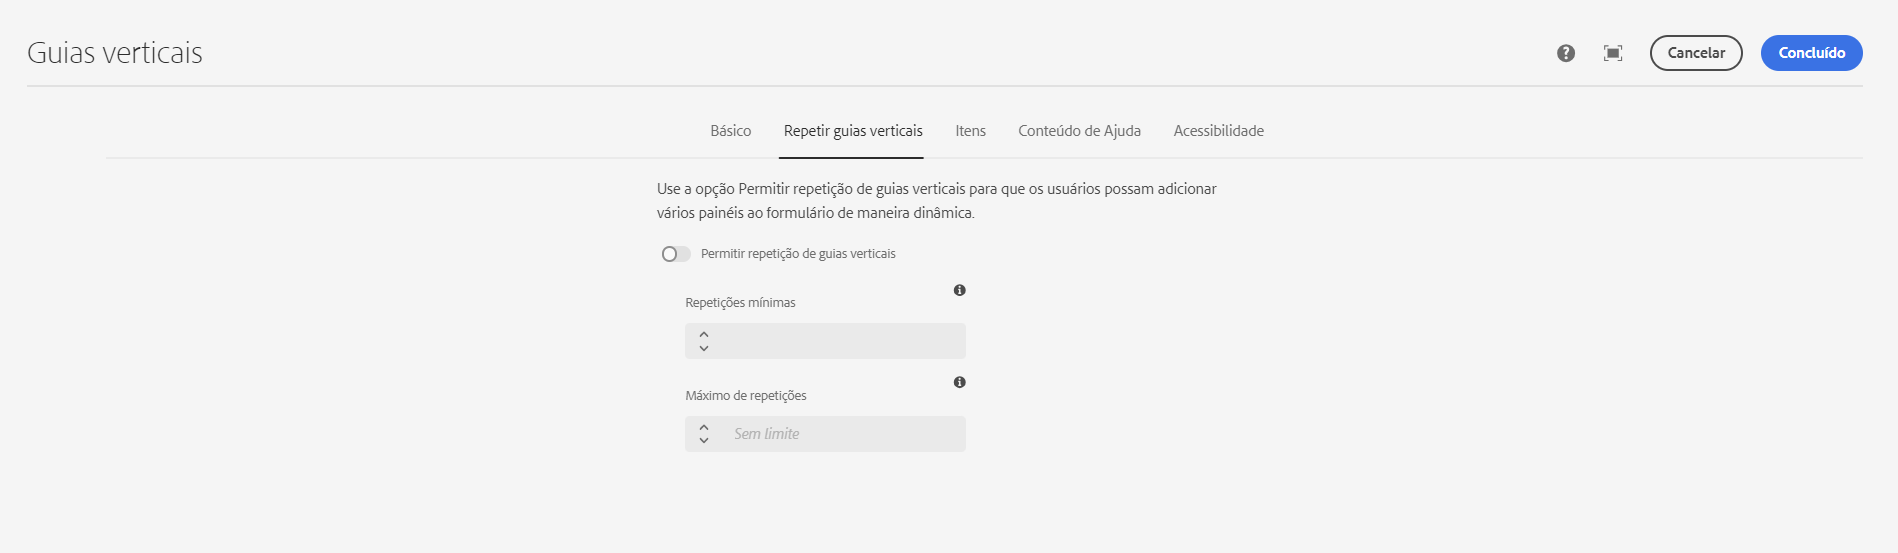 Guias verticais
Cancelar
Concluído
Básico
Repetir guias verticais
Itens
Conteúdo de Ajuda
Acessibilidade
Use a opção Permitir repetição de guias verticais para que os usuários possam adicionar
vários painéis ao formulário de maneira dinâmica.
Permitir repetição de guias verticais
Repetições mínimas
Máximo de repetições
Sem limite